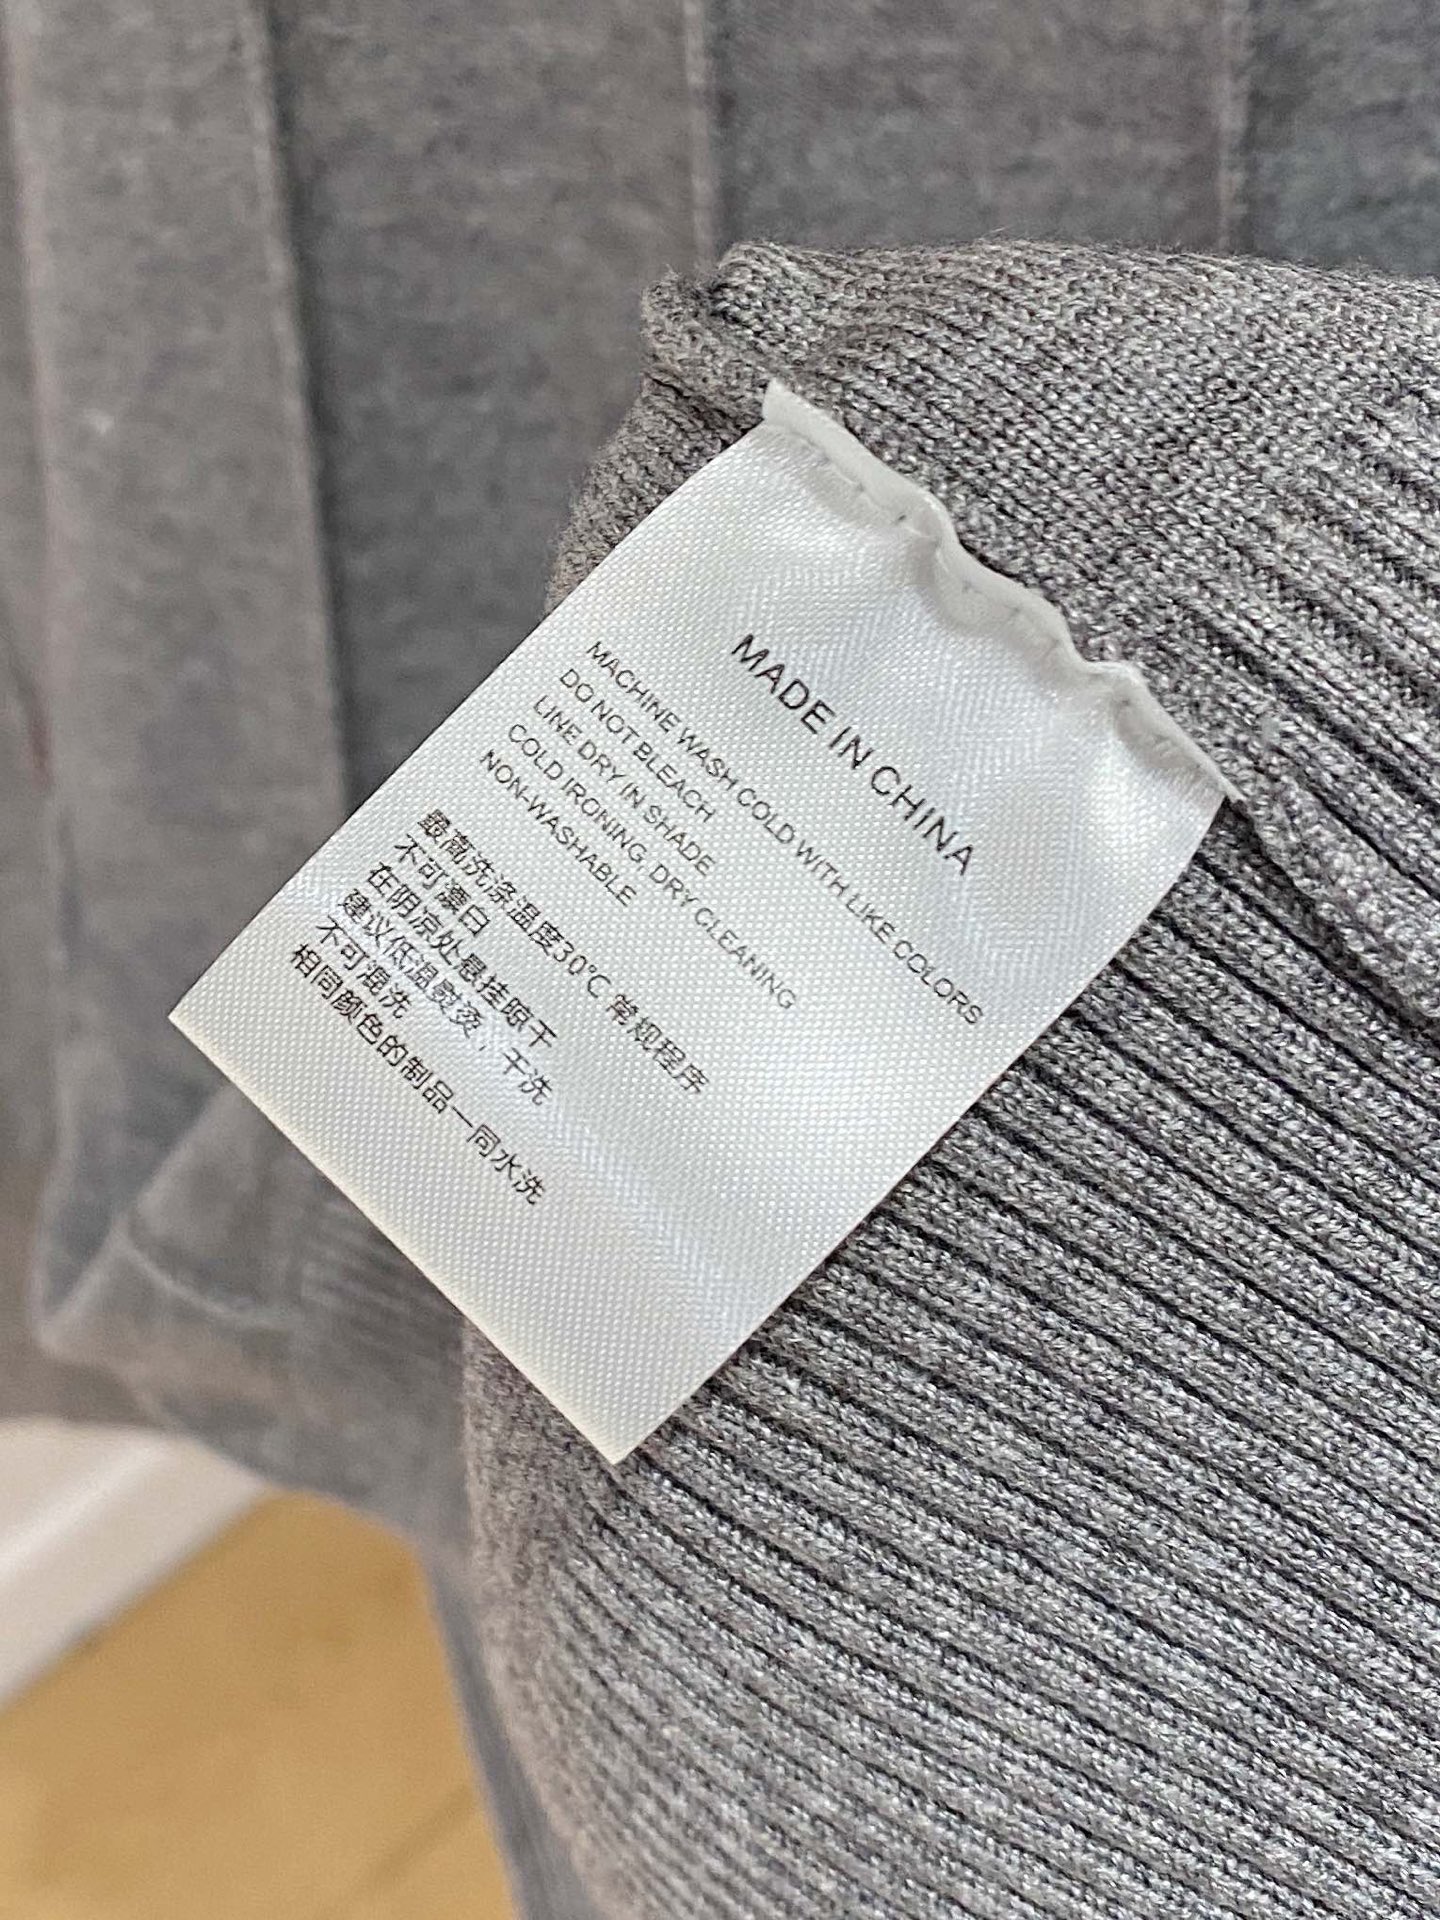 MADE IN CHINA
MACHINE WASH COLD WITH LIKE COLORS
DO NOT BLEACH
LINE DRY IN SHADE
COLD IRONING, DRY CLEANING
NON-WASHABLE
最高洗涤温度30℃ 常规程序
不可漂白
在阴凉处悬挂晾干
建议低温熨烫，干洗
不可混洗
相同颜色的制品一同水洗